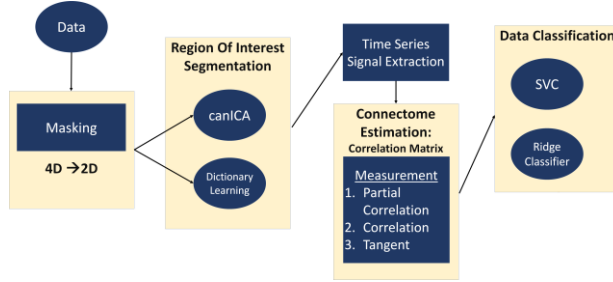 Data
Masking
4D →2D
Region Of Interest
Segmentation
canICA
Dictionary
Learning
Time Series
Signal Extraction
Connectome
Estimation:
Correlation Matrix
Measurement
1. Partial
Correlation
2. Correlation
3. Tangent
Data Classification
SVC
Ridge
Classifier